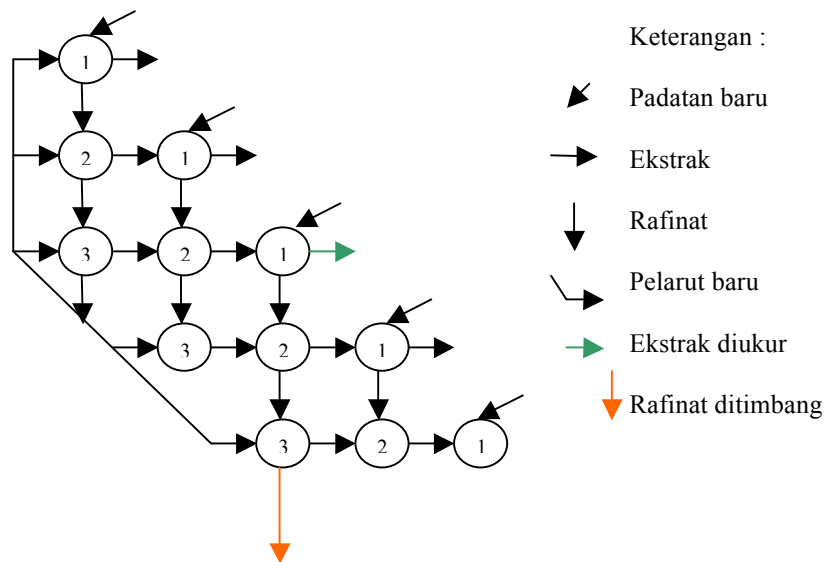 Keterangan :
1
Padatan baru
2 1
Ekstrak
Rafinat
3 2 1
Pelarut baru
3 2 1
Ekstrak diukur
Rafinat ditimbang
3 2 1